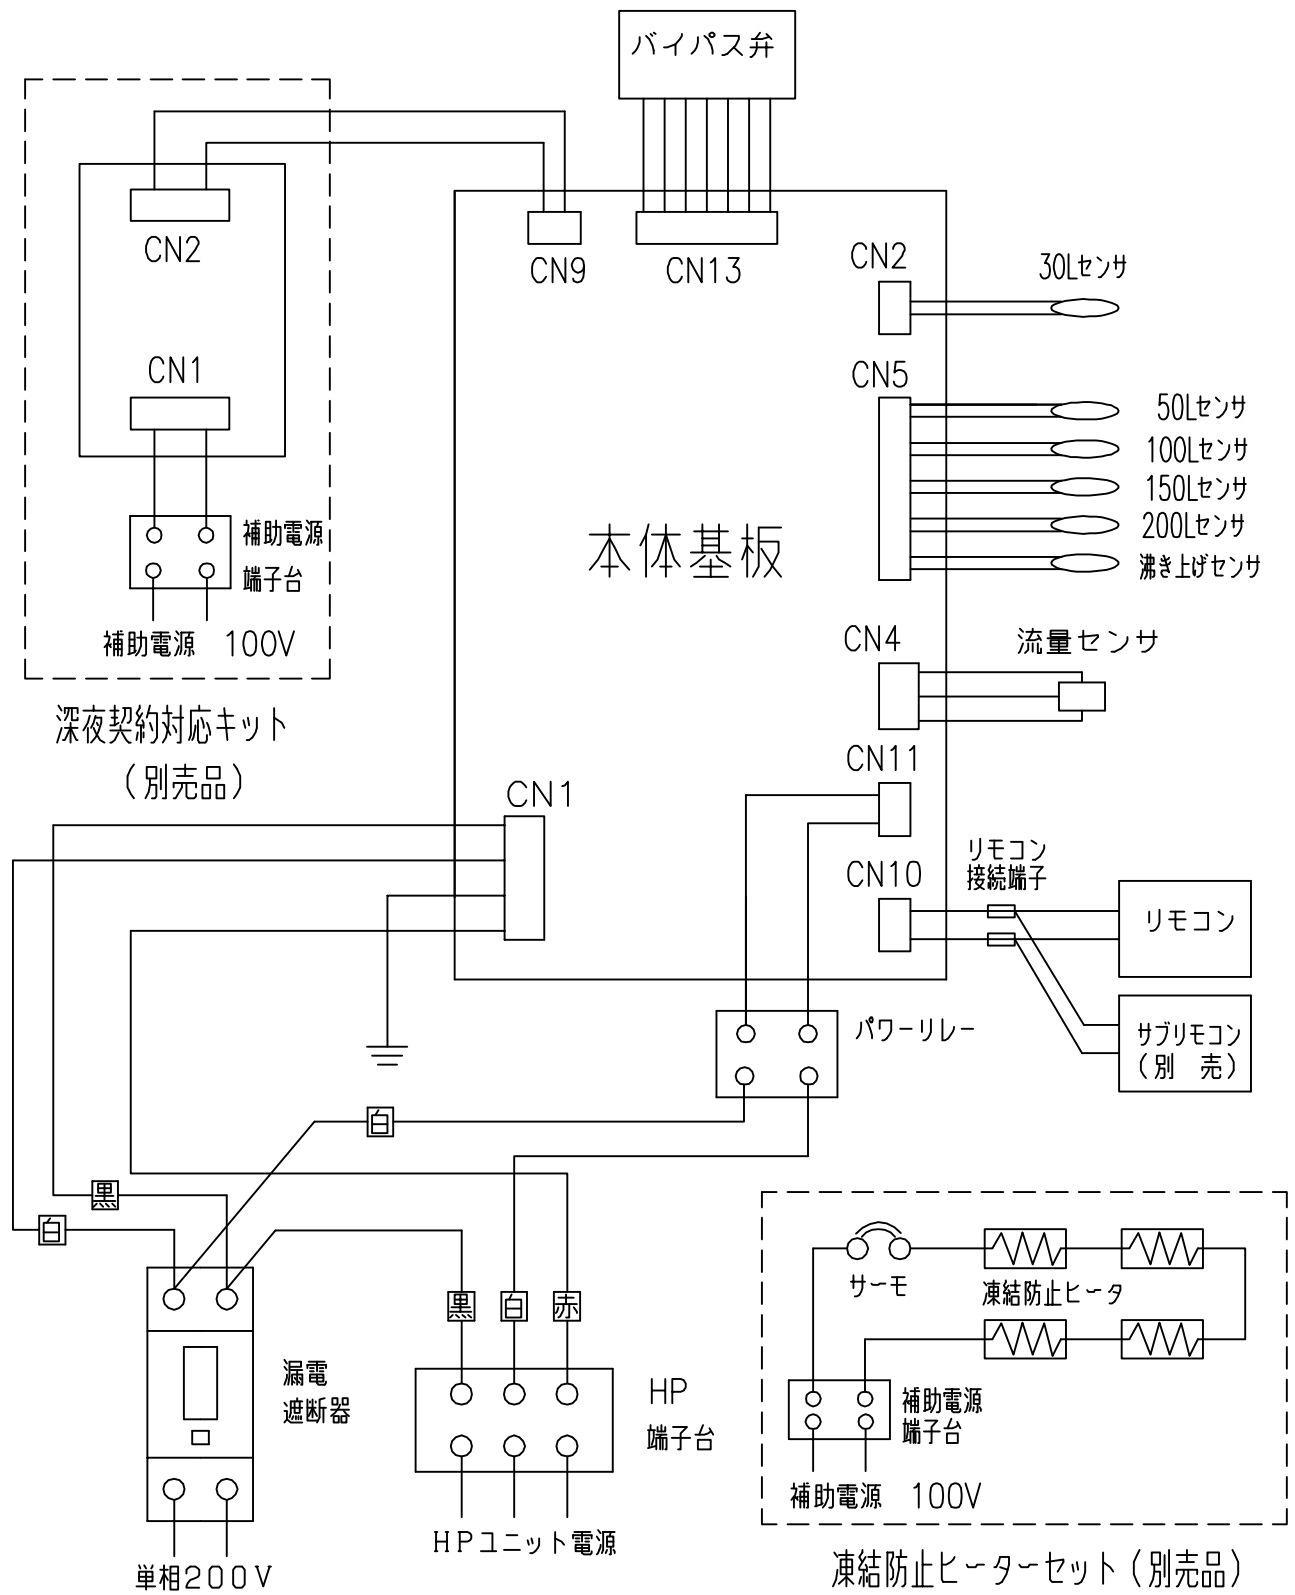 バイパス弁
CN2
CN9
CN13
CN2
30Lセンサ
CN1
CN5
50Lセンサ
100Lセンサ
150Lセンサ
200Lセンサ
沸き上げセンサ
本体基板
補助電源
端子台
補助電源 100V
深夜契約対応キット
（別売品）
CN4
流量センサ
CN11
CN1
CN10
リモコン
接続端子
リモコン
サブリモコン
（別 売）
パワーリレー
白
黒
白
黒
白
赤
漏電
遮断器
単相200V
HP
端子台
HPユニット電源
サーモ
凍結防止ヒータ
補助電源
端子台
補助電源 100V
凍結防止ヒーターセット（別売品）